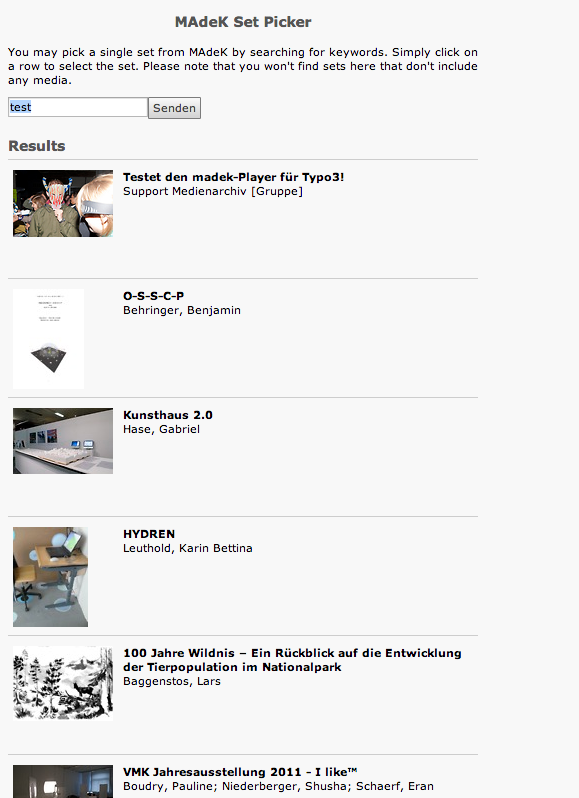 MAdeK Set Picker
You may pick a single set from MAdeK by searching for keywords. Simply click on
a row to select the set. Please note that you won't find sets here that don't include
any media.
test
Senden
Results
Testet den madek-Player für Typo3!
Support Medienarchiv [Gruppe]
O-S-S-C-P
Behringer, Benjamin
Kunsthaus 2.0
Hase, Gabriel
HYDREN
Leuthold, Karin Bettina
100 Jahre Wildnis – Ein Rückblick auf die Entwicklung
der Tierpopulation im Nationalpark
Baggenstos, Lars
VMK Jahresausstellung 2011 - I like™
Boudry, Pauline; Niederberger, Shusha; Schaerf, Eran